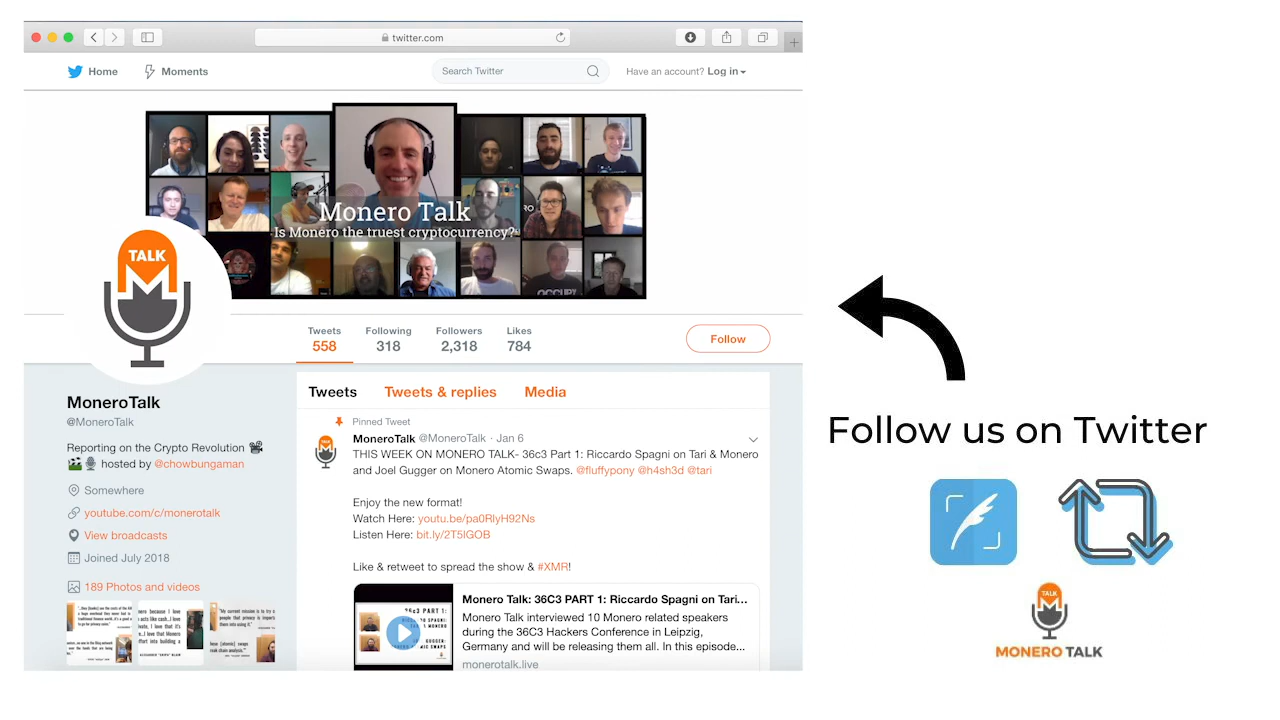 twitter.com
Home
Moments
Search Twitter
Have an account? Log in
Monero Talk
Is Monero the truest cryptocurrency?
TALK
Tweets
558
Following
318
Followers
2,318
Likes
784
Follow
MoneroTalk
@MoneroTalk
Reporting on the Crypto Revolution
hosted by @chowbungaman
Somewhere
youtube.com/c/monerotalk
View broadcasts
Joined July 2018
189 Photos and videos
Tweets
Tweets & replies
Media
Pinned Tweet
MoneroTalk @MoneroTalk · Jan 6
THIS WEEK ON MONERO TALK- 36c3 Part 1: Riccardo Spagni on Tari & Monero
and Joel Gugger on Monero Atomic Swaps. @fluffypony @h4sh3d @tari
Enjoy the new format!
Watch Here: youtu.be/pa0RlyH92Ns
Listen Here: bit.ly/2T5IGOB
Like & retweet to spread the show & #XMR!
Monero Talk: 36C3 PART 1: Riccardo Spagni on Tari...
Monero Talk interviewed 10 Monero related speakers
during the 36C3 Hackers Conference in Leipzig,
Germany and will be releasing them all. In this episode...
monerotalk.live
Follow us on Twitter
TALK
MONERO TALK